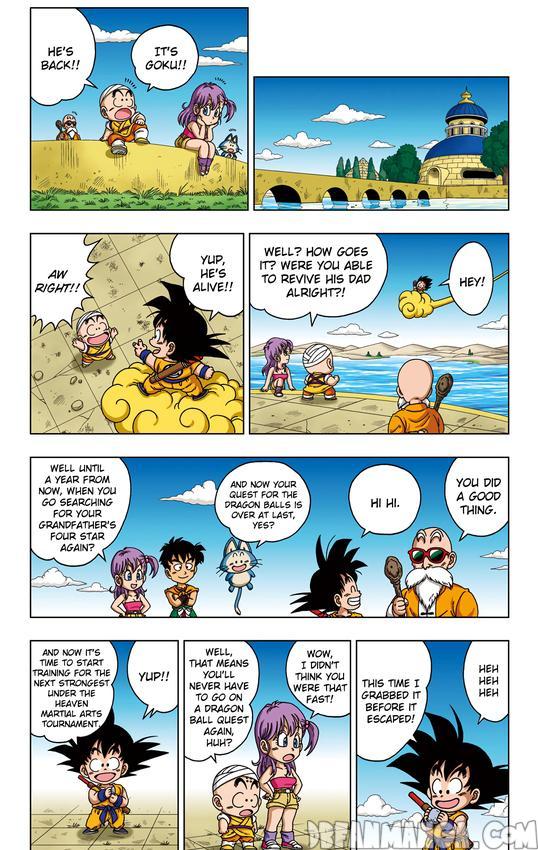 IT'S
GOKU!!
HE'S
BACK!!
HEY!
WELL? HOW GOES
IT? WERE YOU ABLE
TO REVIVE HIS DAD
ALRIGHT?!
YUP,
HE'S
ALIVE!!
AW
RIGHT!!
YOU DID
A GOOD
THING.
HI HI.
AND NOW YOUR
QUEST FOR THE
DRAGON BALLS IS
OVER AT LAST,
YES?
WELL UNTIL
A YEAR FROM
NOW, WHEN YOU
GO SEARCHING
FOR YOUR
GRANDFATHER'S
FOUR STAR
AGAIN?
HEH
HEH
HEH
THIS TIME I
GRABBED IT
BEFORE IT
ESCAPED!
WOW,
I DIDN'T
THINK YOU
WERE THAT
FAST!
WELL,
THAT MEANS
YOU'LL
NEVER HAVE
TO GO ON
A DRAGON
BALL QUEST
AGAIN,
HUH?
YUP!!
AND NOW IT'S
TIME TO START
TRAINING FOR THE
NEXT STRONGEST
UNDER THE
HEAVEN
MARTIAL ARTS
TOURNAMENT.